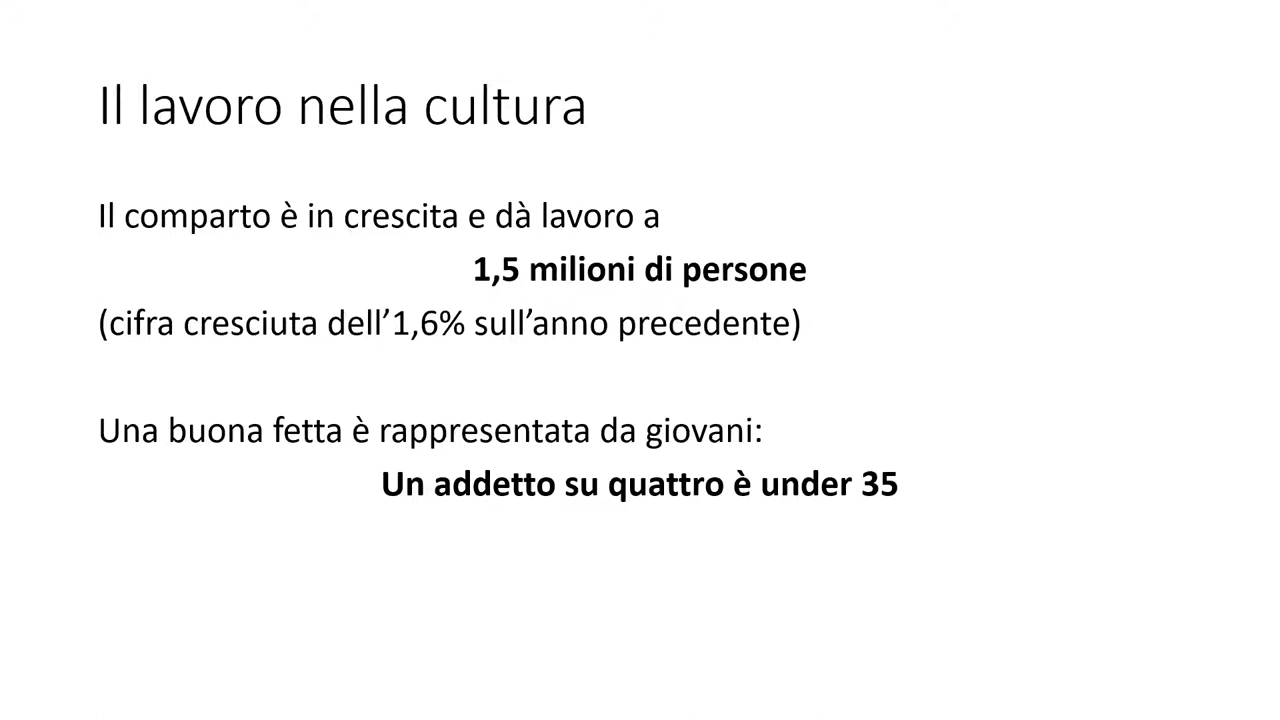 Il lavoro nella cultura
Il comparto è in crescita e dà lavoro a
1,5 milioni di persone
(cifra cresciuta dell’1,6% sull’anno precedente)
Una buona fetta è rappresentata da giovani:
Un addetto su quattro è under 35